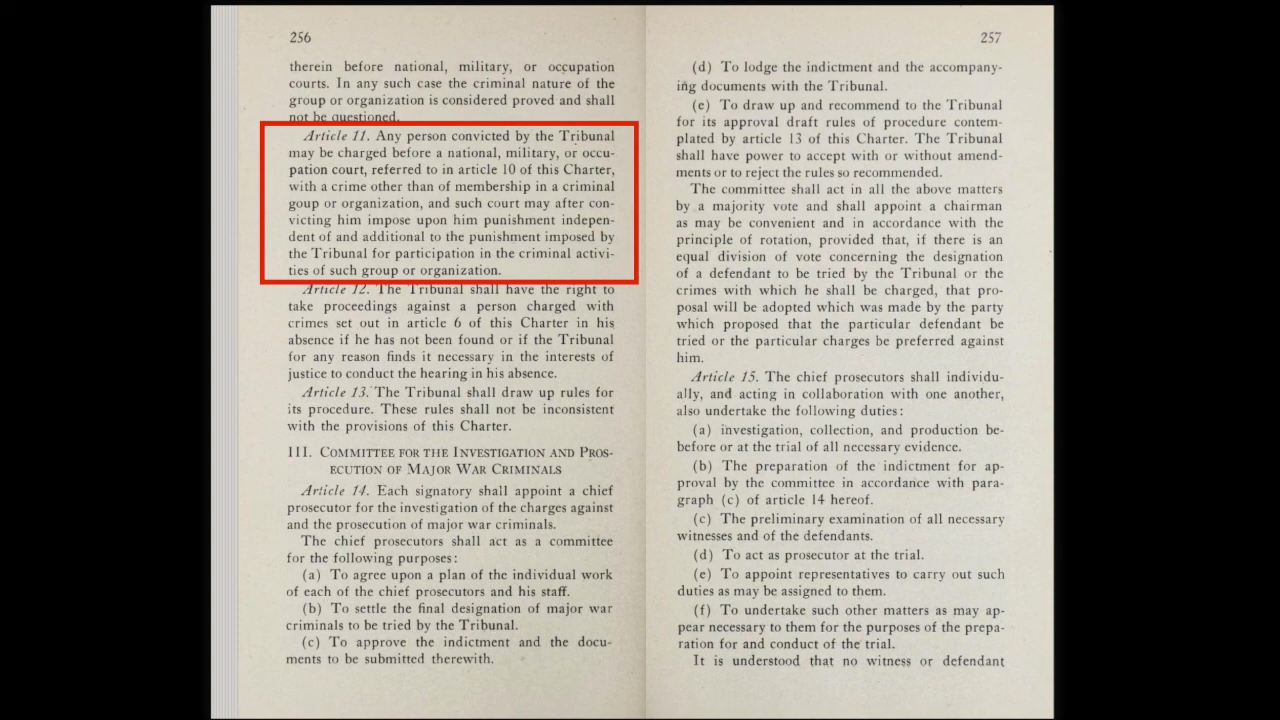 256
therein before national, military, or occupation
courts. In any such case the criminal nature of the
group or organization is considered proved and shall
not be questioned.
Article 11. Any person convicted by the Tribunal
may be charged before a national, military, or occu-
pation court, referred to in article 10 of this Charter,
with a crime other than of membership in a criminal
goup or organization, and such court may after con-
victing him impose upon him punishment indepen-
dent of and additional to the punishment imposed by
the Tribunal for participation in the criminal activi-
ties of such group or organization.
Article 12. The Tribunal shall have the right to
take proceedings against a person charged with
crimes set out in article 6 of this Charter in his
absence if he has not been found or if the Tribunal
for any reason finds it necessary in the interests of
justice to conduct the hearing in his absence.
Article 13. The Tribunal shall draw up rules for
its procedure. These rules shall not be inconsistent
with the provisions of this Charter.
III. COMMITTEE FOR THE INVESTIGATION AND PROS-
ECUTION OF MAJOR WAR CRIMINALS
Article 14. Each signatory shall appoint a chief
prosecutor for the investigation of the charges against
and the prosecution of major war criminals.
The chief prosecutors shall act as a committee
for the following purposes:
(a) To agree upon a plan of the individual work
of each of the chief prosecutors and his staff.
(b) To settle the final designation of major war
criminals to be tried by the Tribunal.
(c) To approve the indictment and the docu-
ments to be submitted therewith.
257
(d) To lodge the indictment and the accompany-
ing documents with the Tribunal.
(e) To draw up and recommend to the Tribunal
for its approval draft rules of procedure contem-
plated by article 13 of this Charter. The Tribunal
shall have power to accept with or without amend-
ments or to reject the rules so recommended.
The committee shall act in all the above matters
by a majority vote and shall appoint a chairman
as may be convenient and in accordance with the
principle of rotation, provided that, if there is an
equal division of vote concerning the designation
of a defendant to be tried by the Tribunal or the
crimes with which he shall be charged, that pro-
posal will be adopted which was made by the party
which proposed that the particular defendant be
tried or the particular charges be preferred against
him.
Article 15. The chief prosecutors shall individu-
ally, and acting in collaboration with one another,
also undertake the following duties:
(a) investigation, collection, and production be-
before or at the trial of all necessary evidence.
(b) The preparation of the indictment for ap-
proval by the committee in accordance with para-
graph (c) of article 14 hereof.
(c) The preliminary examination of all necessary
witnesses and of the defendants.
(d) To act as prosecutor at the trial.
(e) To appoint representatives to carry out such
duties as may be assigned to them.
(f) To undertake such other matters as may ap-
pear necessary to them for the purposes of the prepa-
ration for and conduct of the trial.
It is understood that no witness or defendant